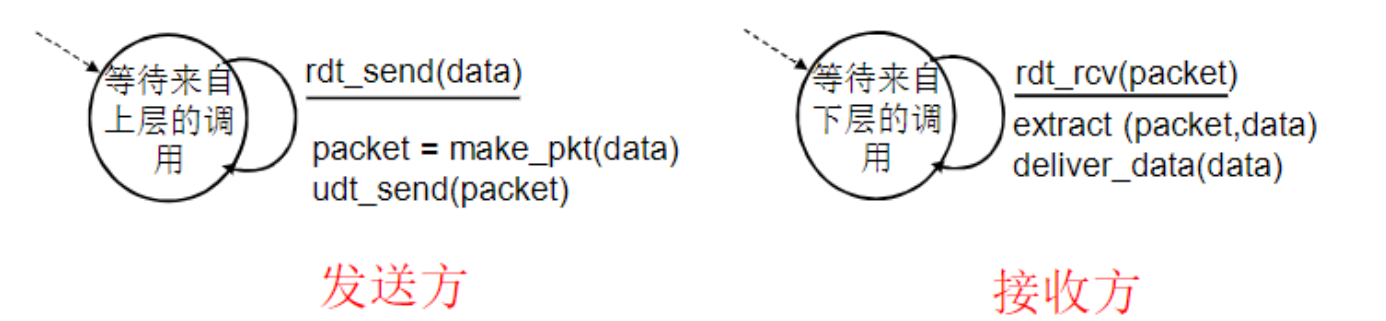 等待来自
上层的调
用
rdt_send(data)
packet = make_pkt(data)
udt_send(packet)
发送方
等待来自
下层的调
用
rdt_rcv(packet)
extract (packet,data)
deliver_data(data)
接收方